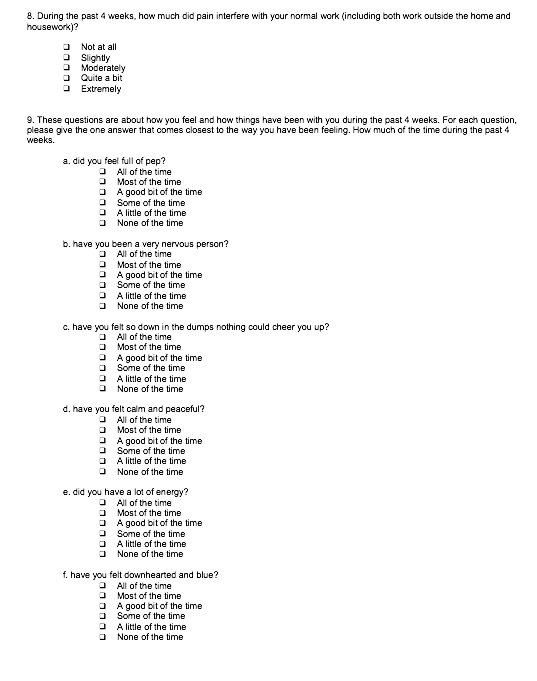 8. During the past 4 weeks, how much did pain interfere with your normal work (including both work outside the home and
housework)?
❑ Not at all
❑ Slightly
❑ Moderately
❑ Quite a bit
❑ Extremely
9. These questions are about how you feel and how things have been with you during the past 4 weeks. For each question,
please give the one answer that comes closest to the way you have been feeling. How much of the time during the past 4
weeks.
a. did you feel full of pep?
❑ All of the time
❑ Most of the time
❑ A good bit of the time
❑ Some of the time
❑ A little of the time
❑ None of the time
b. have you been a very nervous person?
❑ All of the time
❑ Most of the time
❑ A good bit of the time
❑ Some of the time
❑ A little of the time
❑ None of the time
c. have you felt so down in the dumps nothing could cheer you up?
❑ All of the time
❑ Most of the time
❑ A good bit of the time
❑ Some of the time
❑ A little of the time
❑ None of the time
d. have you felt calm and peaceful?
❑ All of the time
❑ Most of the time
❑ A good bit of the time
❑ Some of the time
❑ A little of the time
❑ None of the time
e. did you have a lot of energy?
❑ All of the time
❑ Most of the time
❑ A good bit of the time
❑ Some of the time
❑ A little of the time
❑ None of the time
f. have you felt downhearted and blue?
❑ All of the time
❑ Most of the time
❑ A good bit of the time
❑ Some of the time
❑ A little of the time
❑ None of the time